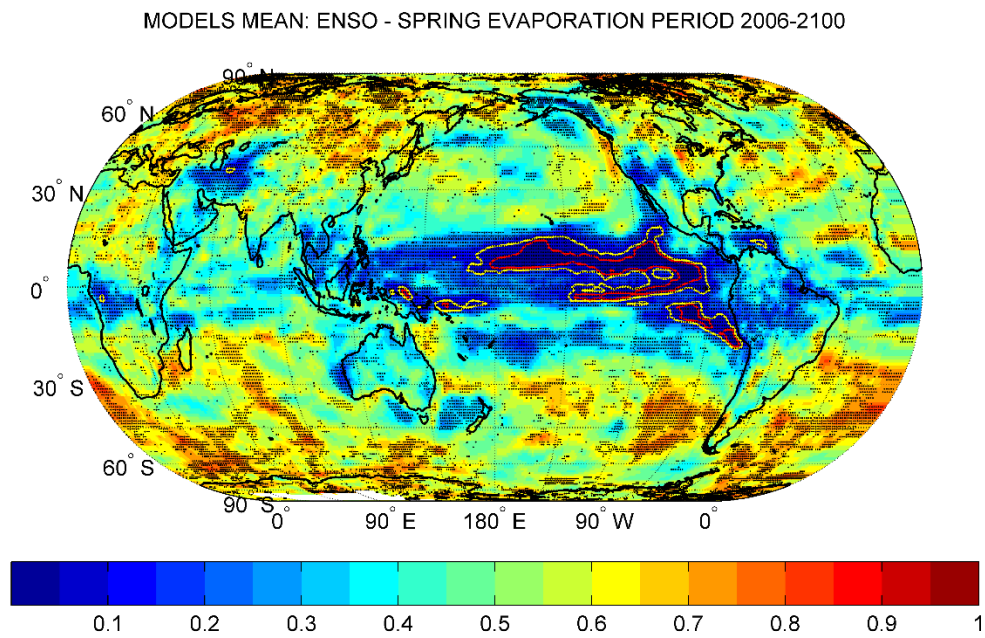 MODELS MEAN: ENSO - SPRING EVAPORATION PERIOD 2006-2100
90° N
60° N
30° N
0°
30° S
60° S
90° S
0° 90° E 180° E 90° W 0°
0.1 0.2 0.3 0.4 0.5 0.6 0.7 0.8 0.9 1